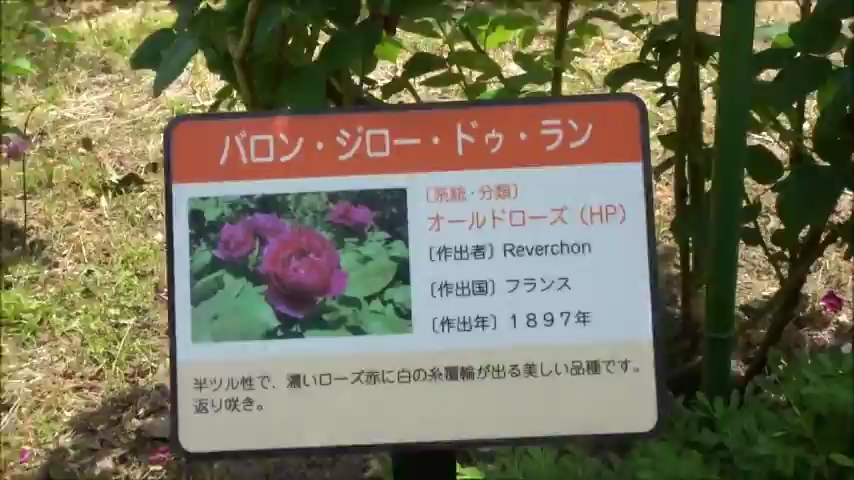 バロン・ジロー・ドゥ・ラン
［系統・分類］
オールドローズ（HP）
［作出者］Reverchon
［作出国］フランス
［作出年］１８９７年
半ツル性で、濃いローズ赤に白の糸覆輪が出る美しい品種です。
返り咲き。